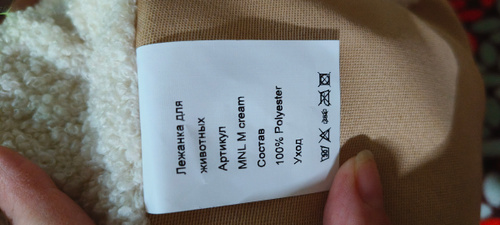 Лежанка для
животных
Артикул
MNL M cream
Состав
100% Polyester
Уход